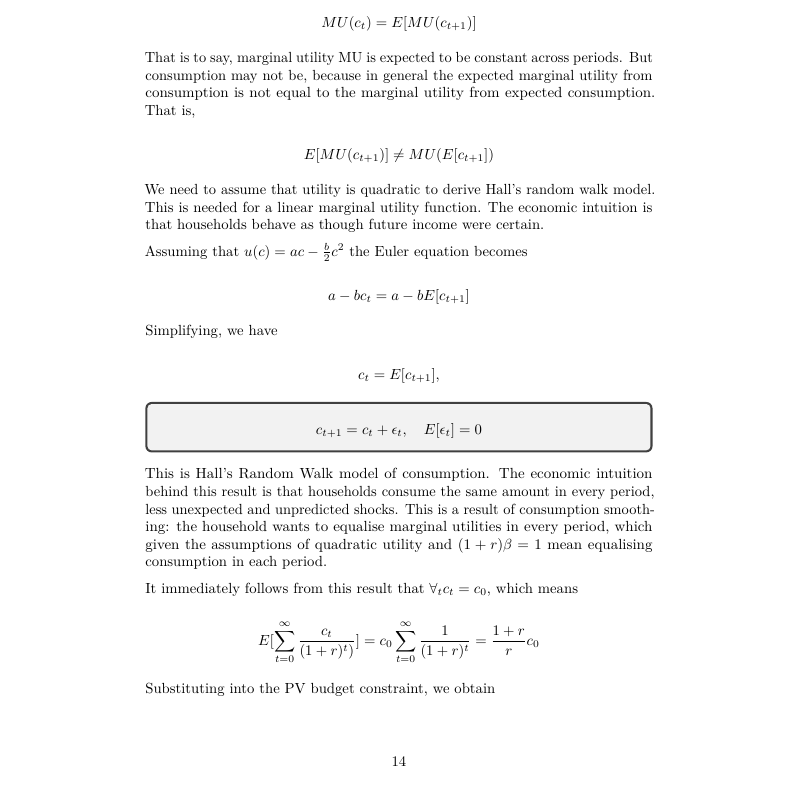 MU(c_t) = E[MU(c_{t+1})]
That is to say, marginal utility MU is expected to be constant across periods. But
consumption may not be, because in general the expected marginal utility from
consumption is not equal to the marginal utility from expected consumption.
That is,
E[MU(c_{t+1})] ≠ MU(E[c_{t+1}])
We need to assume that utility is quadratic to derive Hall's random walk model.
This is needed for a linear marginal utility function. The economic intuition is
that households behave as though future income were certain.
Assuming that u(c) = ac − \frac{b}{2}c^2 the Euler equation becomes
a − bc_t = a − bE[c_{t+1}]
Simplifying, we have
c_t = E[c_{t+1}],
c_{t+1} = c_t + ϵ_t, E[ϵ_t] = 0
This is Hall's Random Walk model of consumption. The economic intuition
behind this result is that households consume the same amount in every period,
less unexpected and unpredicted shocks. This is a result of consumption smooth-
ing: the household wants to equalise marginal utilities in every period, which
given the assumptions of quadratic utility and (1 + r)β = 1 mean equalising
consumption in each period.
It immediately follows from this result that ∀_t c_t = c_0, which means
E[\sum_{t=0}^{∞} \frac{c_t}{(1 + r)^t)}] = c_0 \sum_{t=0}^{∞} \frac{1}{(1 + r)^t} = \frac{1 + r}{r} c_0
Substituting into the PV budget constraint, we obtain
14